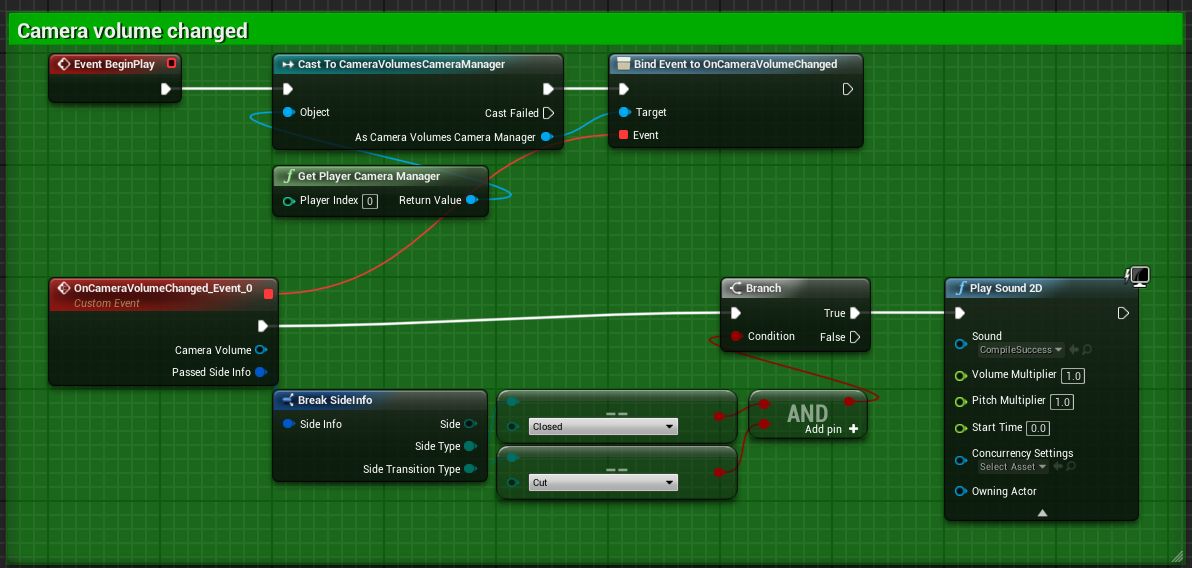 Camera volume changed
Event BeginPlay
Cast To CameraVolumesCameraManager
Object
Cast Failed
As Camera Volumes Camera Manager
Bind Event to OnCameraVolumeChanged
Target
Event
f Get Player Camera Manager
Player Index 0 Return Value
OnCameraVolumeChanged_Event_0
Custom Event
Camera Volume
Passed Side Info
Break SideInfo
Side Info
Side
Side Type
Side Transition Type
==
Closed
==
Cut
AND
Add pin +
Branch
True
Condition
False
f Play Sound 2D
Sound
CompileSuccess
Volume Multiplier 1.0
Pitch Multiplier 1.0
Start Time 0.0
Concurrency Settings
Select Asset
Owning Actor